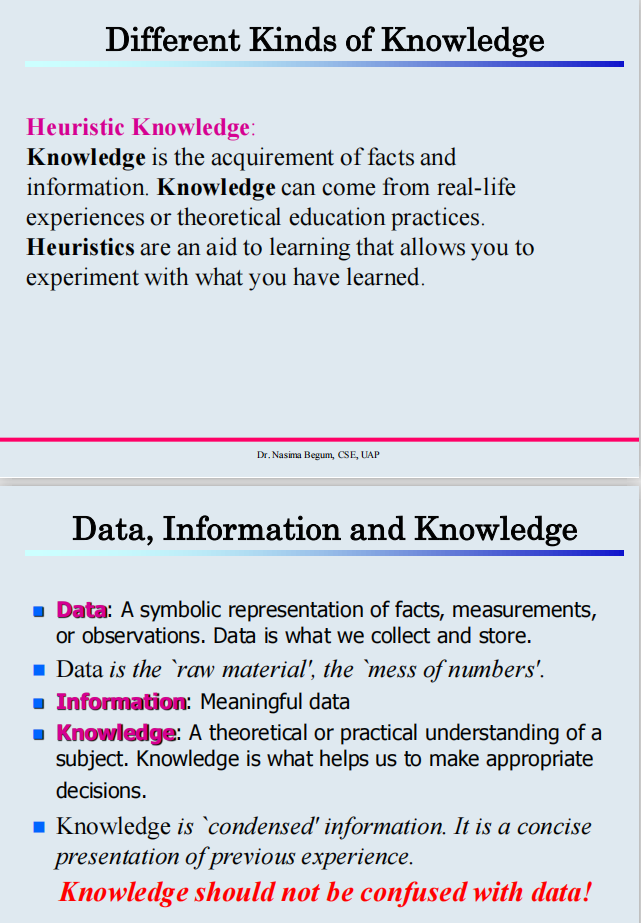 Different Kinds of Knowledge
Heuristic Knowledge:
Knowledge is the acquirement of facts and
information. Knowledge can come from real-life
experiences or theoretical education practices.
Heuristics are an aid to learning that allows you to
experiment with what you have learned.
Dr. Nasima Begum, CSE, UAP
Data, Information and Knowledge
Data: A symbolic representation of facts, measurements,
or observations. Data is what we collect and store.
Data is the `raw material', the `mess of numbers'.
Information: Meaningful data
Knowledge: A theoretical or practical understanding of a
subject. Knowledge is what helps us to make appropriate
decisions.
Knowledge is `condensed' information. It is a concise
presentation of previous experience.
Knowledge should not be confused with data!